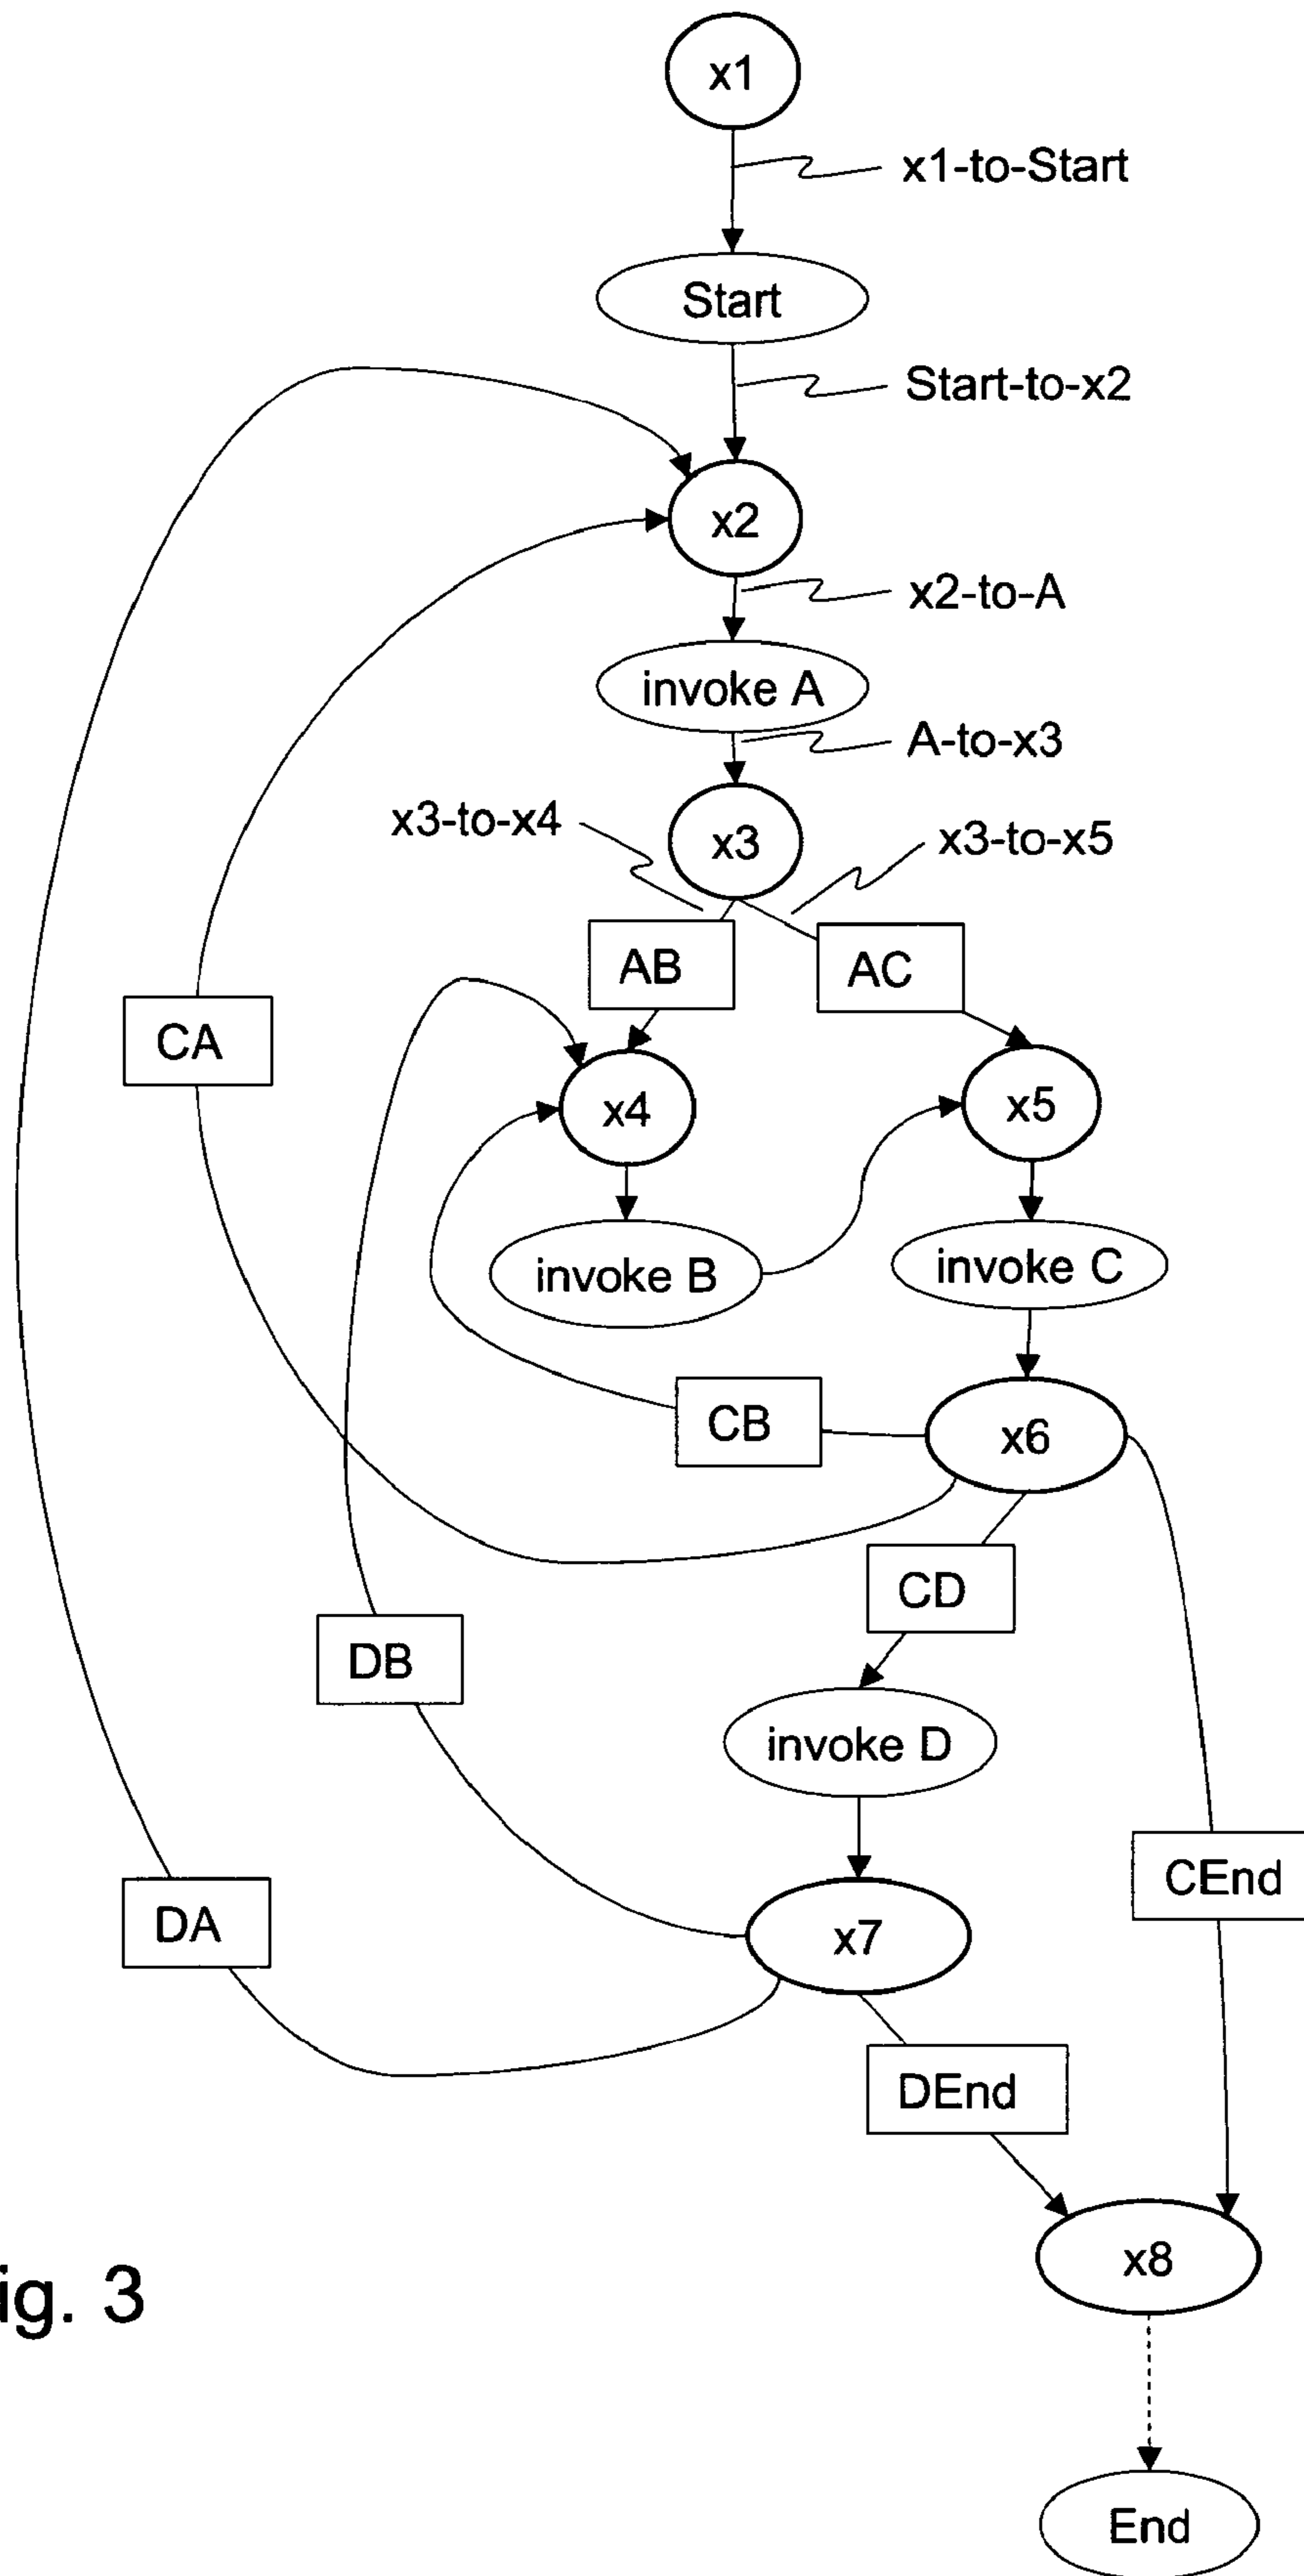 x1
x1-to-Start
Start
Start-to-x2
x2
x2-to-A
invoke A
A-to-x3
x3-to-x4
x3
x3-to-x5
AB
AC
CA
x4
x5
invoke B
invoke C
CB
x6
CD
DB
invoke D
CEnd
DA
x7
DEnd
x8
ig. 3
End